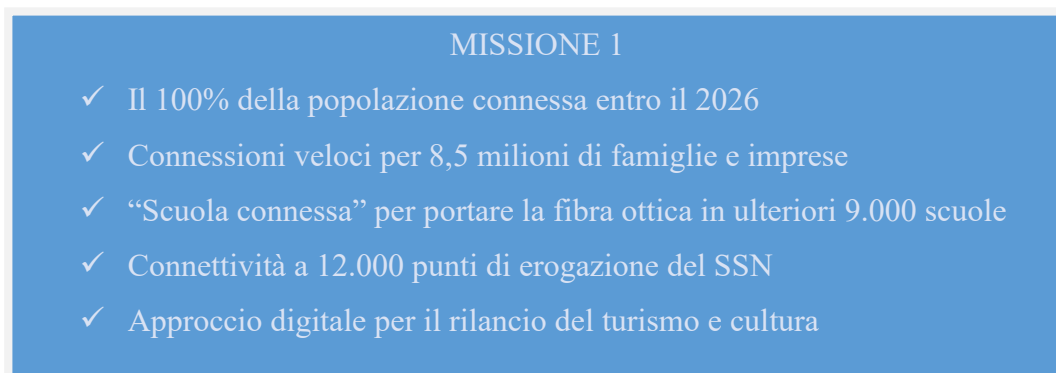 MISSIONE 1
✓ Il 100% della popolazione connessa entro il 2026
✓ Connessioni veloci per 8,5 milioni di famiglie e imprese
✓ “Scuola connessa” per portare la fibra ottica in ulteriori 9.000 scuole
✓ Connettività a 12.000 punti di erogazione del SSN
✓ Approccio digitale per il rilancio del turismo e cultura